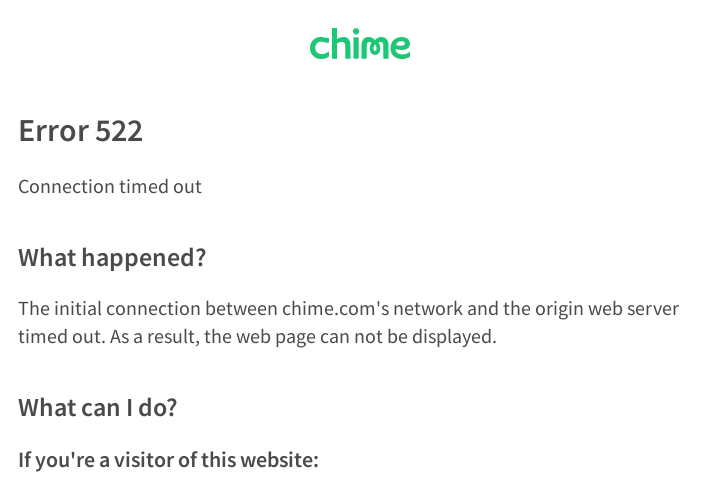 chime
Error 522
Connection timed out
What happened?
The initial connection between chime.com's network and the origin web server
timed out. As a result, the web page can not be displayed.
What can I do?
If you're a visitor of this website: